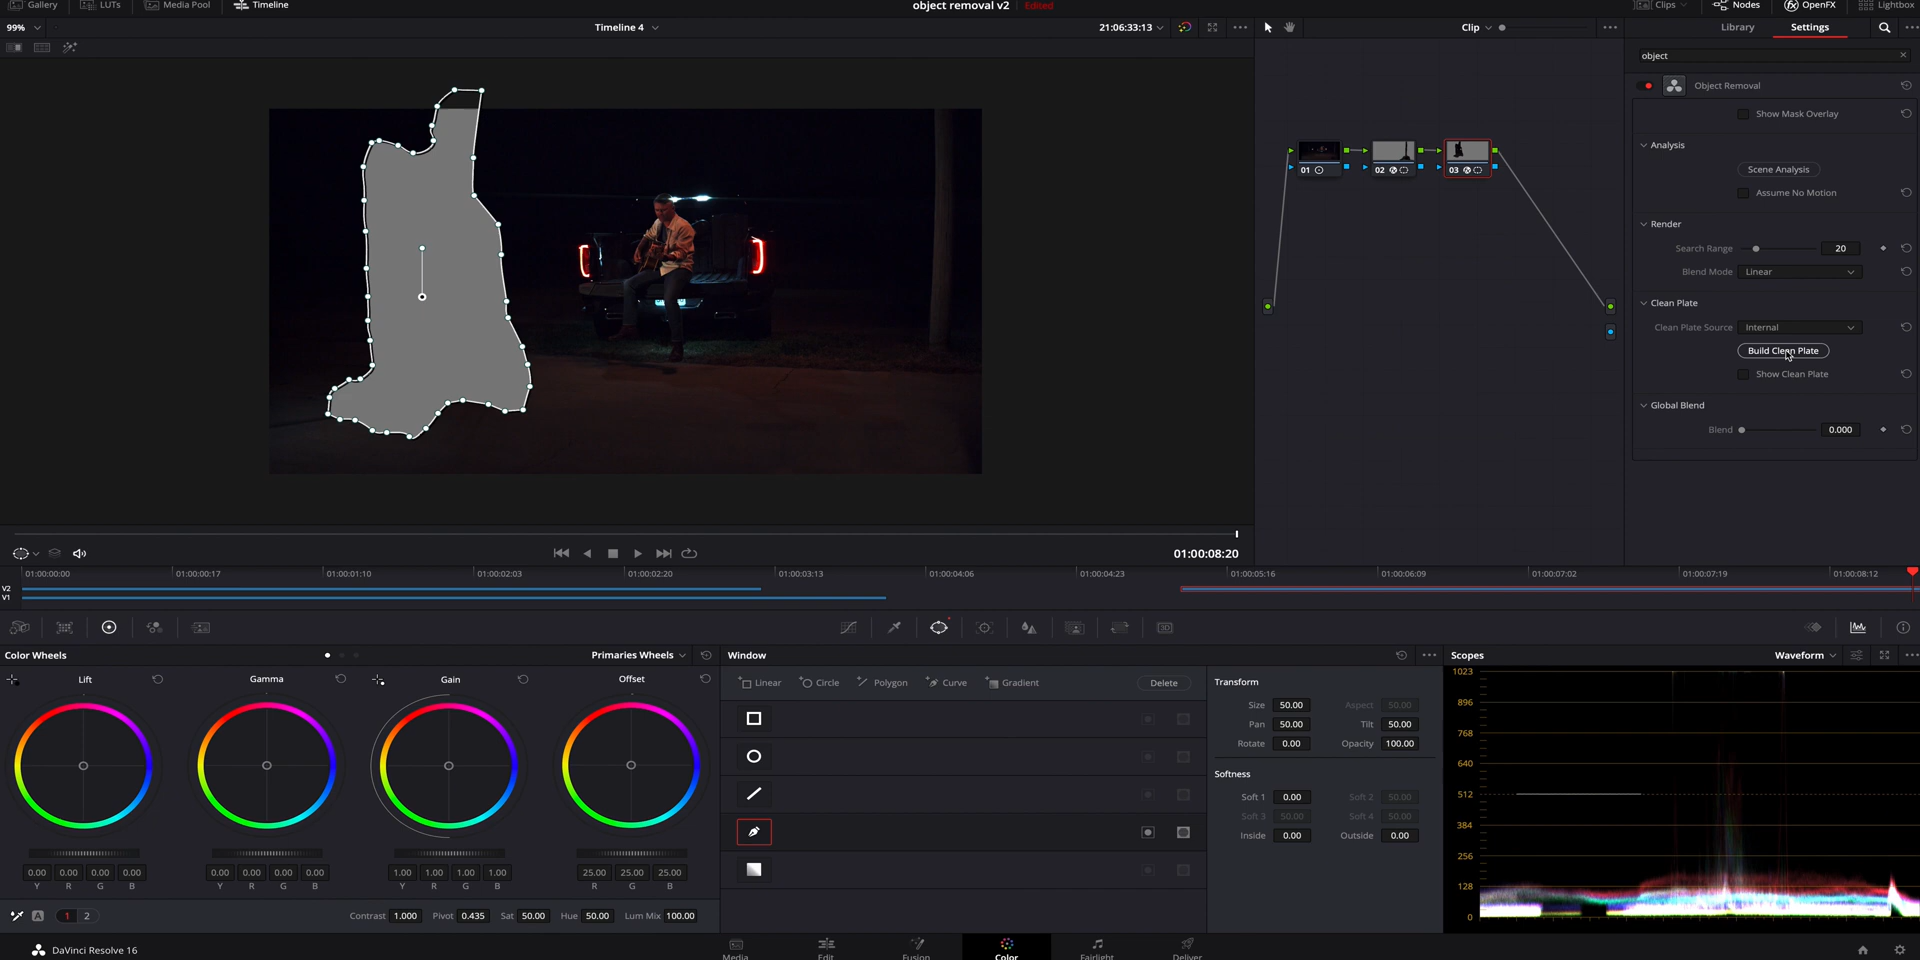 Gallery LUTs Media Pool Timeline object removal v2 Edited Clips Nodes OpenFX Lightbox
99% Timeline 4 21:06:33:13 Clip Library Settings
object
Object Removal
Show Mask Overlay
Analysis
Scene Analysis
Assume No Motion
Render
Search Range 20
Blend Mode Linear
Clean Plate
Clean Plate Source Internal
Build Clean Plate
Show Clean Plate
Global Blend
Blend 0.000
01 02 03
01:00:08:20
01:00:00:00 01:00:00:17 01:00:01:10 01:00:02:03 01:00:02:20 01:00:03:13 01:00:04:06 01:00:04:23 01:00:05:16 01:00:06:09 01:00:07:02 01:00:07:19 01:00:08:12
V2
V1
Color Wheels Primaries Wheels Window Scopes Waveform
Lift Gamma Gain Offset
0.00 0.00 0.00 0.00 0.00 0.00 0.00 0.00 1.00 1.00 1.00 1.00 25.00 25.00 25.00
Y R G B Y R G B Y R G B R G B
A 1 2 Contrast 1.000 Pivot 0.435 Sat 50.00 Hue 50.00 Lum Mix 100.00
Linear Circle Polygon Curve Gradient Delete
Transform
Size 50.00 Aspect 50.00
Pan 50.00 Tilt 50.00
Rotate 0.00 Opacity 100.00
Softness
Soft 1 0.00 Soft 2 50.00
Soft 3 50.00 Soft 4 50.00
Inside 0.00 Outside 0.00
1023
896
768
640
512
384
256
128
0
DaVinci Resolve 16 Media Edit Fusion Color Fairlight Deliver